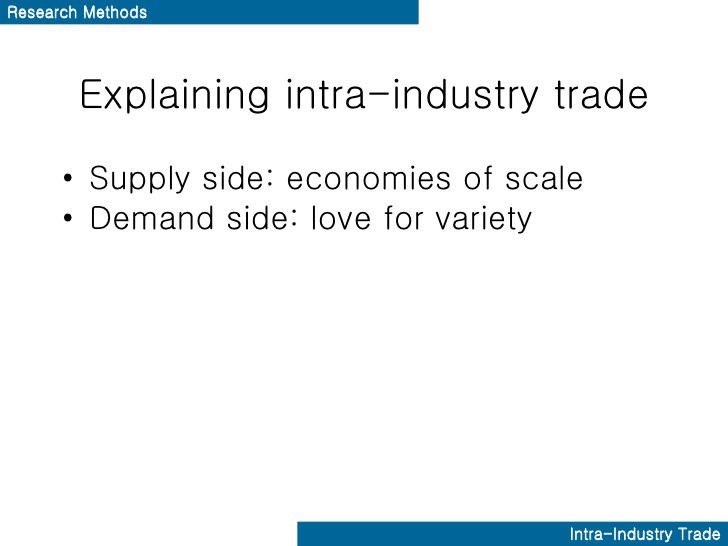 Research Methods
Explaining intra-industry trade
• Supply side: economies of scale
• Demand side: love for variety
Intra-Industry Trade